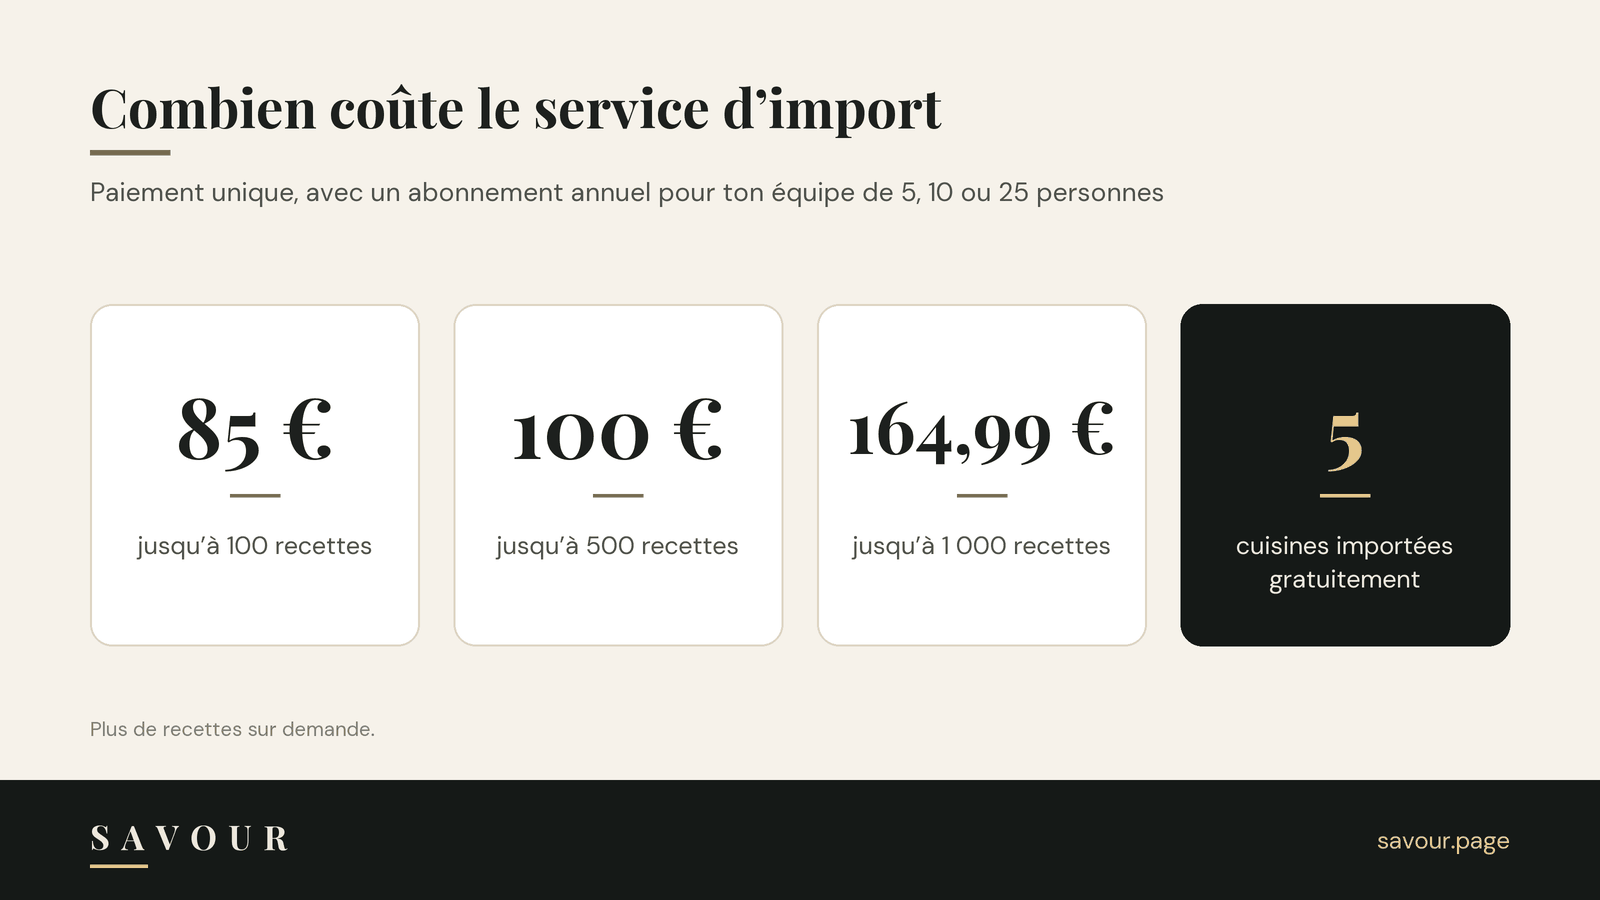 Combien coûte le service d’import
Paiement unique, avec un abonnement annuel pour ton équipe de 5, 10 ou 25 personnes
85 €
jusqu’à 100 recettes
100 €
jusqu’à 500 recettes
164,99 €
jusqu’à 1 000 recettes
5
cuisines importées
gratuitement
Plus de recettes sur demande.
SAVOUR
savour.page